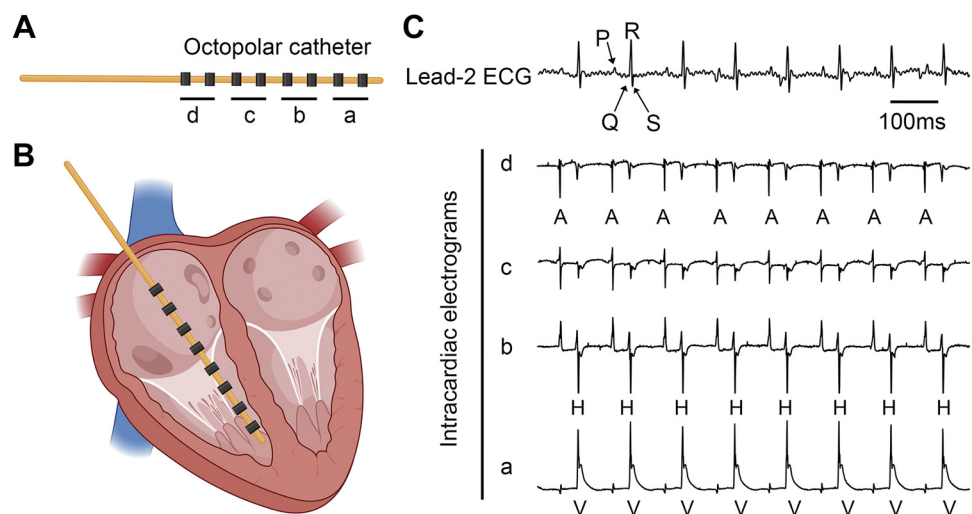 A
Octopolar catheter
d c b a
B
C
P R
Lead-2 ECG
Q S
100ms
Intracardiac electrograms
d
A A A A A A A A
c
b
H H H H H H H H
a
V V V V V V V V